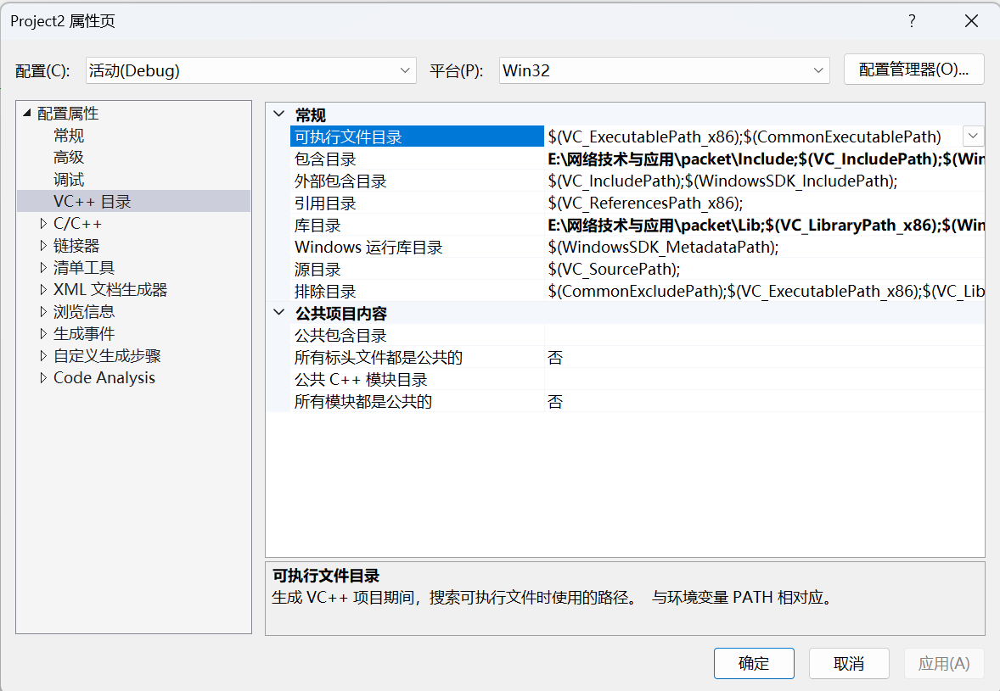 Project2 属性页
?
配置(C):
活动(Debug)
平台(P):
Win32
配置管理器(O)...
配置属性
常规
高级
调试
VC++ 目录
C/C++
链接器
清单工具
XML 文档生成器
浏览信息
生成事件
自定义生成步骤
Code Analysis
常规
可执行文件目录 $(VC_ExecutablePath_x86);$(CommonExecutablePath)
包含目录 E:\网络技术与应用\packet\Include;$(VC_IncludePath);$(Win
外部包含目录 $(VC_IncludePath);$(WindowsSDK_IncludePath);
引用目录 $(VC_ReferencesPath_x86);
库目录 E:\网络技术与应用\packet\Lib;$(VC_LibraryPath_x86);$(Win
Windows 运行库目录 $(WindowsSDK_MetadataPath);
源目录 $(VC_SourcePath);
排除目录 $(CommonExcludePath);$(VC_ExecutablePath_x86);$(VC_Lib
公共项目内容
公共包含目录
所有标头文件都是公共的 否
公共 C++ 模块目录
所有模块都是公共的 否
可执行文件目录
生成 VC++ 项目期间，搜索可执行文件时使用的路径。 与环境变量 PATH 相对应。
确定
取消
应用(A)